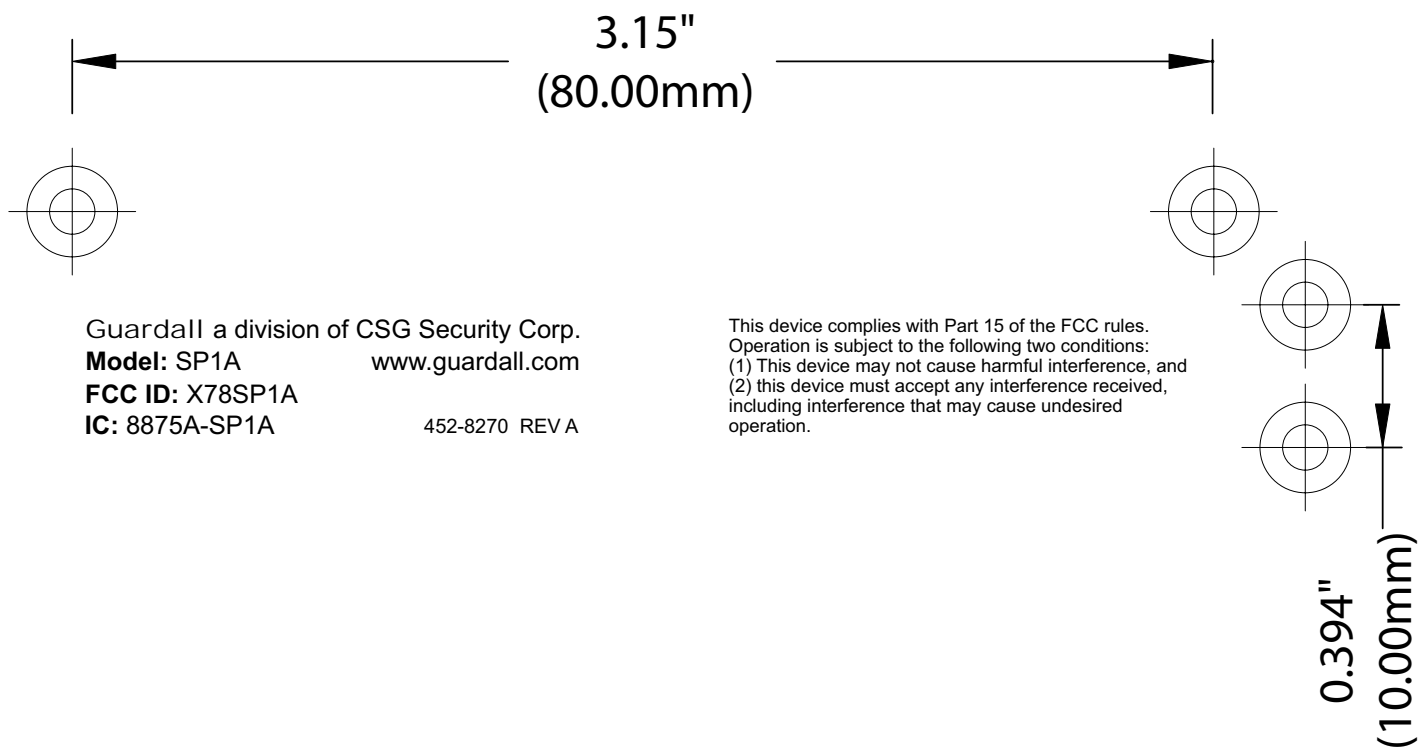 3.15"
(80.00mm)
Guardall a division of CSG Security Corp.
Model: SP1A www.guardall.com
FCC ID: X78SP1A
IC: 8875A-SP1A 452-8270 REV A
This device complies with Part 15 of the FCC rules.
Operation is subject to the following two conditions:
(1) This device may not cause harmful interference, and
(2) this device must accept any interference received,
including interference that may cause undesired
operation.
0.394"
(10.00mm)